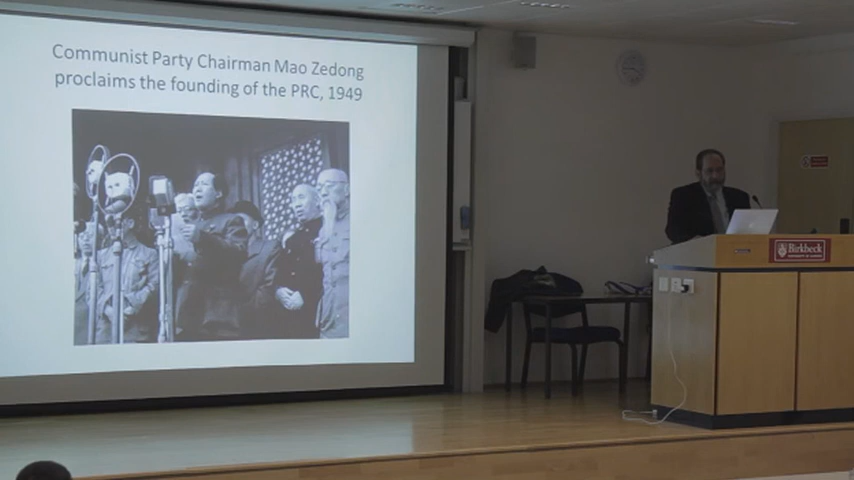 Communist Party Chairman Mao Zedong
proclaims the founding of the PRC, 1949
Birkbeck